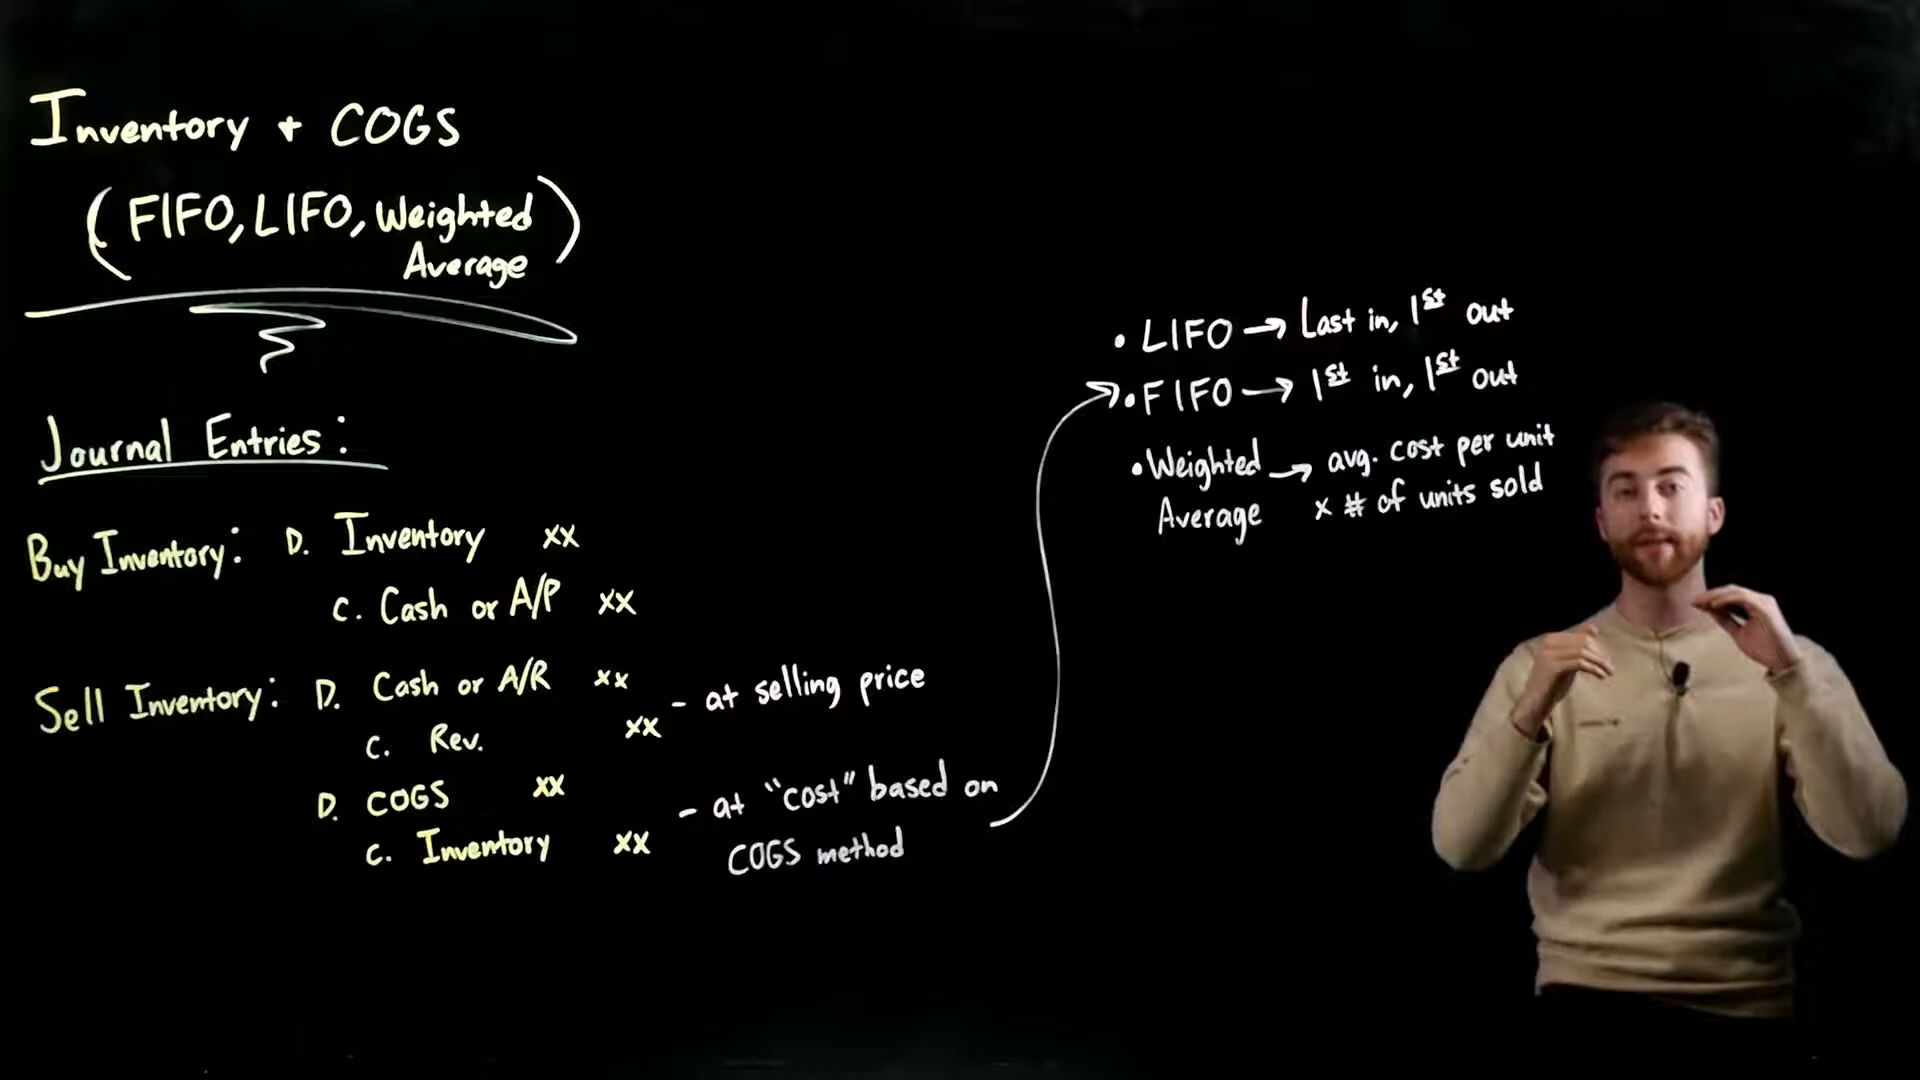 Inventory + COGS
(FIFO, LIFO, Weighted
Average)
Journal Entries:
Buy Inventory: D. Inventory xx
C. Cash or A/P xx
Sell Inventory: D. Cash or A/R xx
C. Rev. xx
- at selling price
D. COGS xx
C. Inventory xx
- at "cost" based on
COGS method
• LIFO → Last in, 1st out
• FIFO → 1st in, 1st out
• Weighted → avg. cost per unit
Average x # of units sold